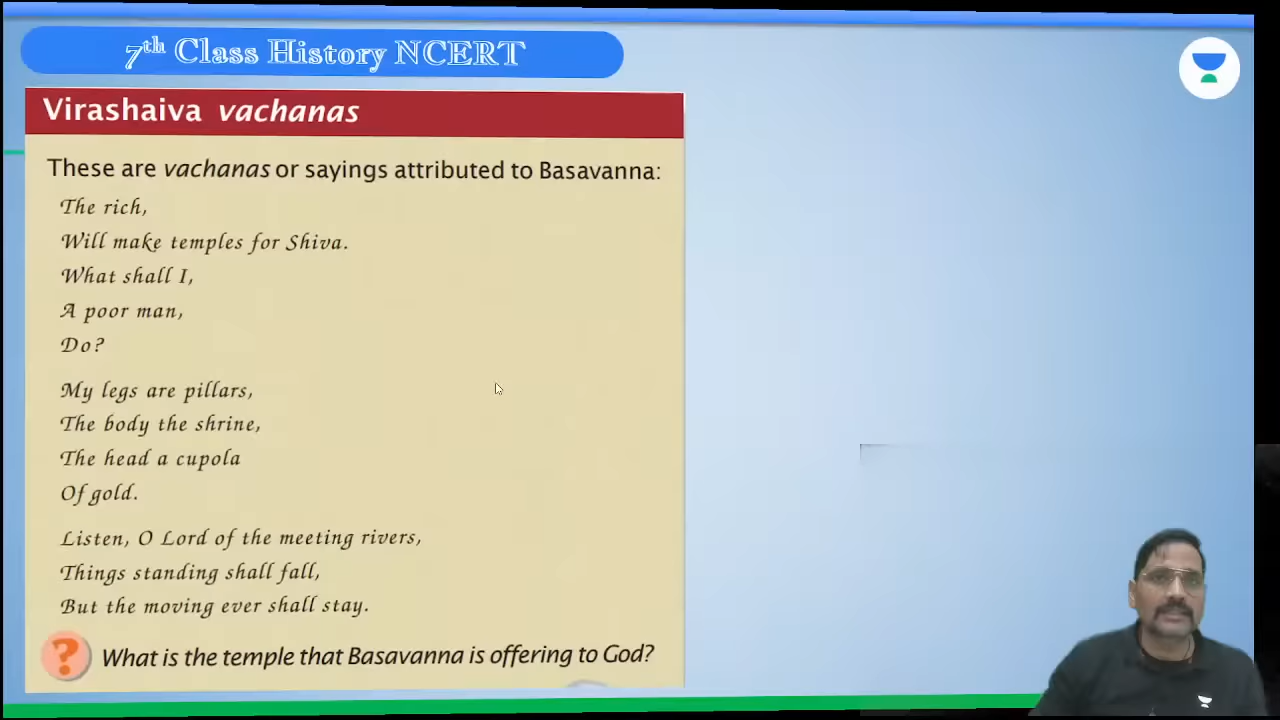 7th Class History NCERT
Virashaiva vachanas
These are vachanas or sayings attributed to Basavanna:
The rich,
Will make temples for Shiva.
What shall I,
A poor man,
Do?
My legs are pillars,
The body the shrine,
The head a cupola
Of gold.
Listen, O Lord of the meeting rivers,
Things standing shall fall,
But the moving ever shall stay.
? What is the temple that Basavanna is offering to God?